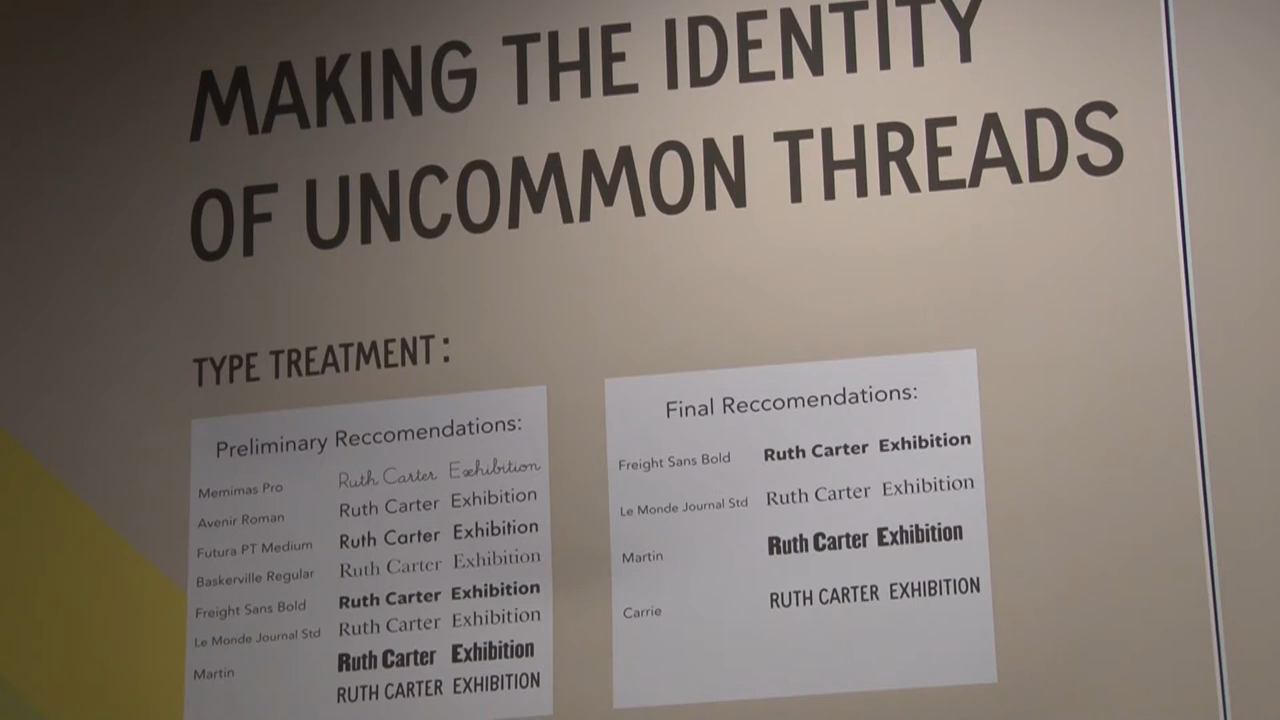 MAKING THE IDENTITY
OF UNCOMMON THREADS
TYPE TREATMENT:
Preliminary Reccomendations:
Memimas Pro Ruth Carter Exhibition
Avenir Roman Ruth Carter Exhibition
Futura PT Medium Ruth Carter Exhibition
Baskerville Regular Ruth Carter Exhibition
Freight Sans Bold Ruth Carter Exhibition
Le Monde Journal Std Ruth Carter Exhibition
Martin Ruth Carter Exhibition
RUTH CARTER EXHIBITION
Final Reccomendations:
Freight Sans Bold Ruth Carter Exhibition
Le Monde Journal Std Ruth Carter Exhibition
Martin Ruth Carter Exhibition
Carrie RUTH CARTER EXHIBITION